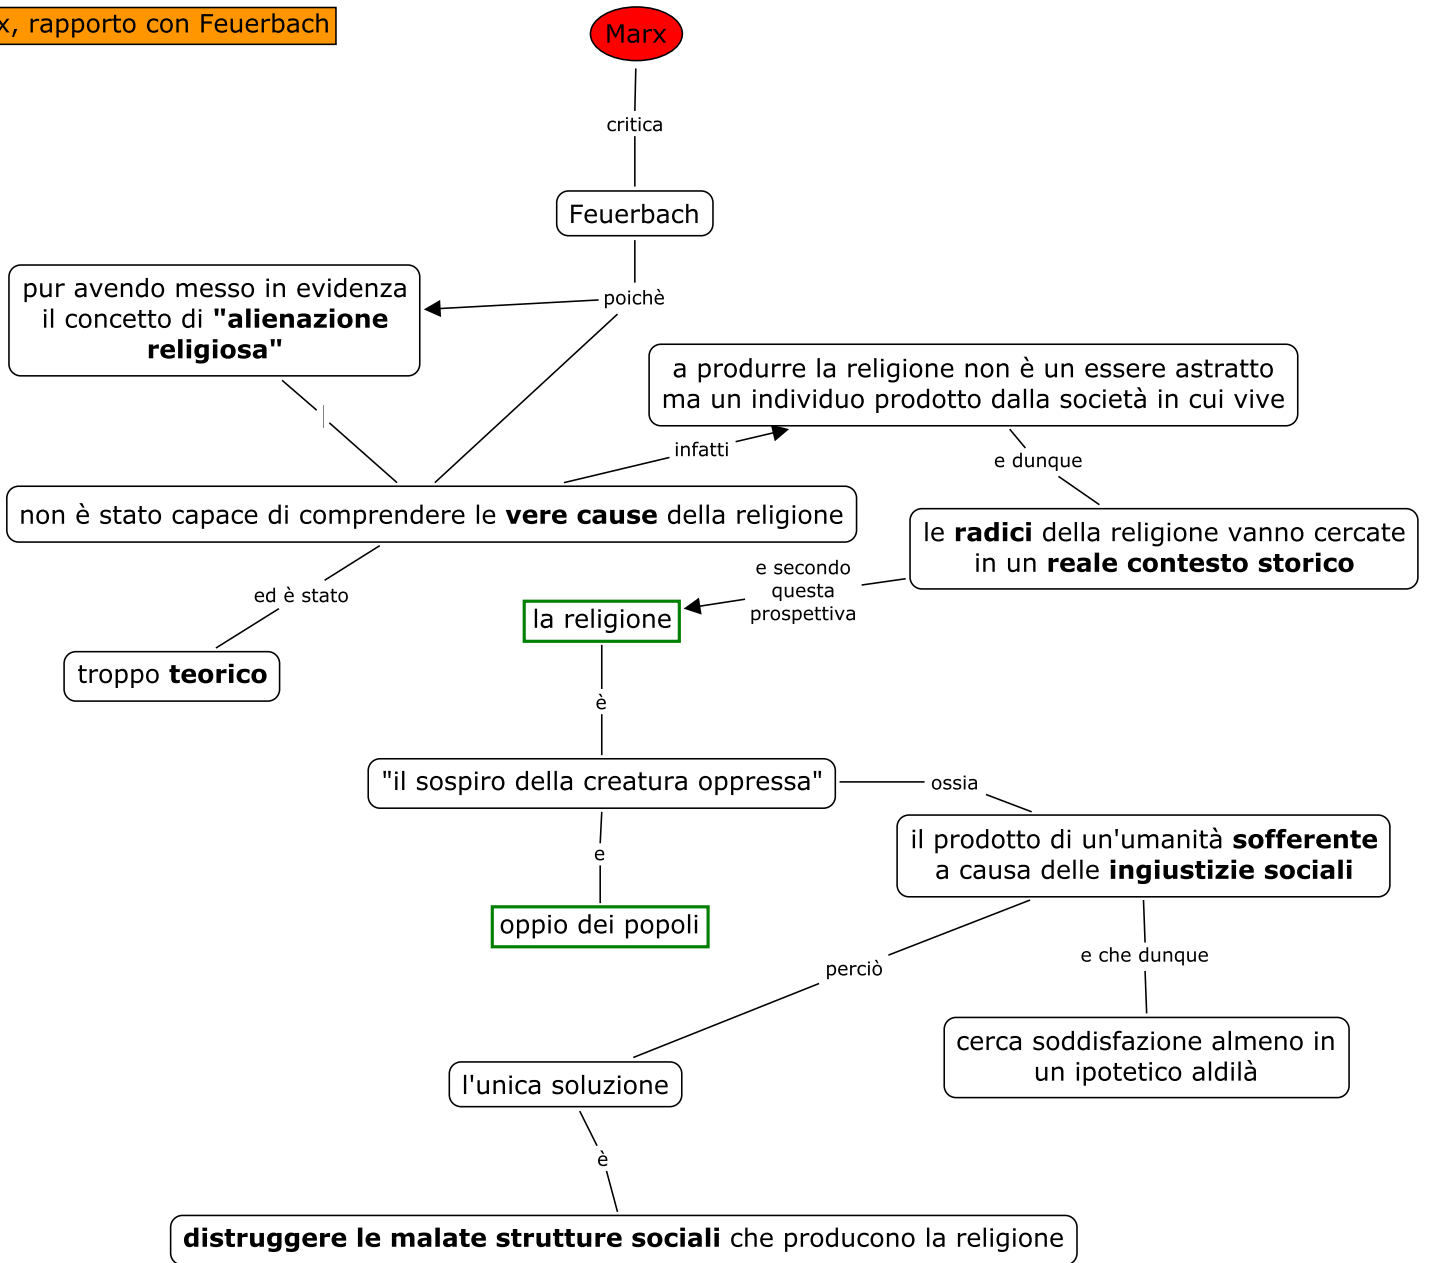 x, rapporto con Feuerbach
Marx
critica
Feuerbach
poichè
pur avendo messo in evidenza
il concetto di "alienazione
religiosa"
a produrre la religione non è un essere astratto
ma un individuo prodotto dalla società in cui vive
infatti
e dunque
non è stato capace di comprendere le vere cause della religione
le radici della religione vanno cercate
in un reale contesto storico
e secondo
questa
prospettiva
ed è stato
la religione
troppo teorico
è
"il sospiro della creatura oppressa"
ossia
il prodotto di un'umanità sofferente
a causa delle ingiustizie sociali
e
oppio dei popoli
perciò
e che dunque
cerca soddisfazione almeno in
un ipotetico aldilà
l'unica soluzione
è
distruggere le malate strutture sociali che producono la religione